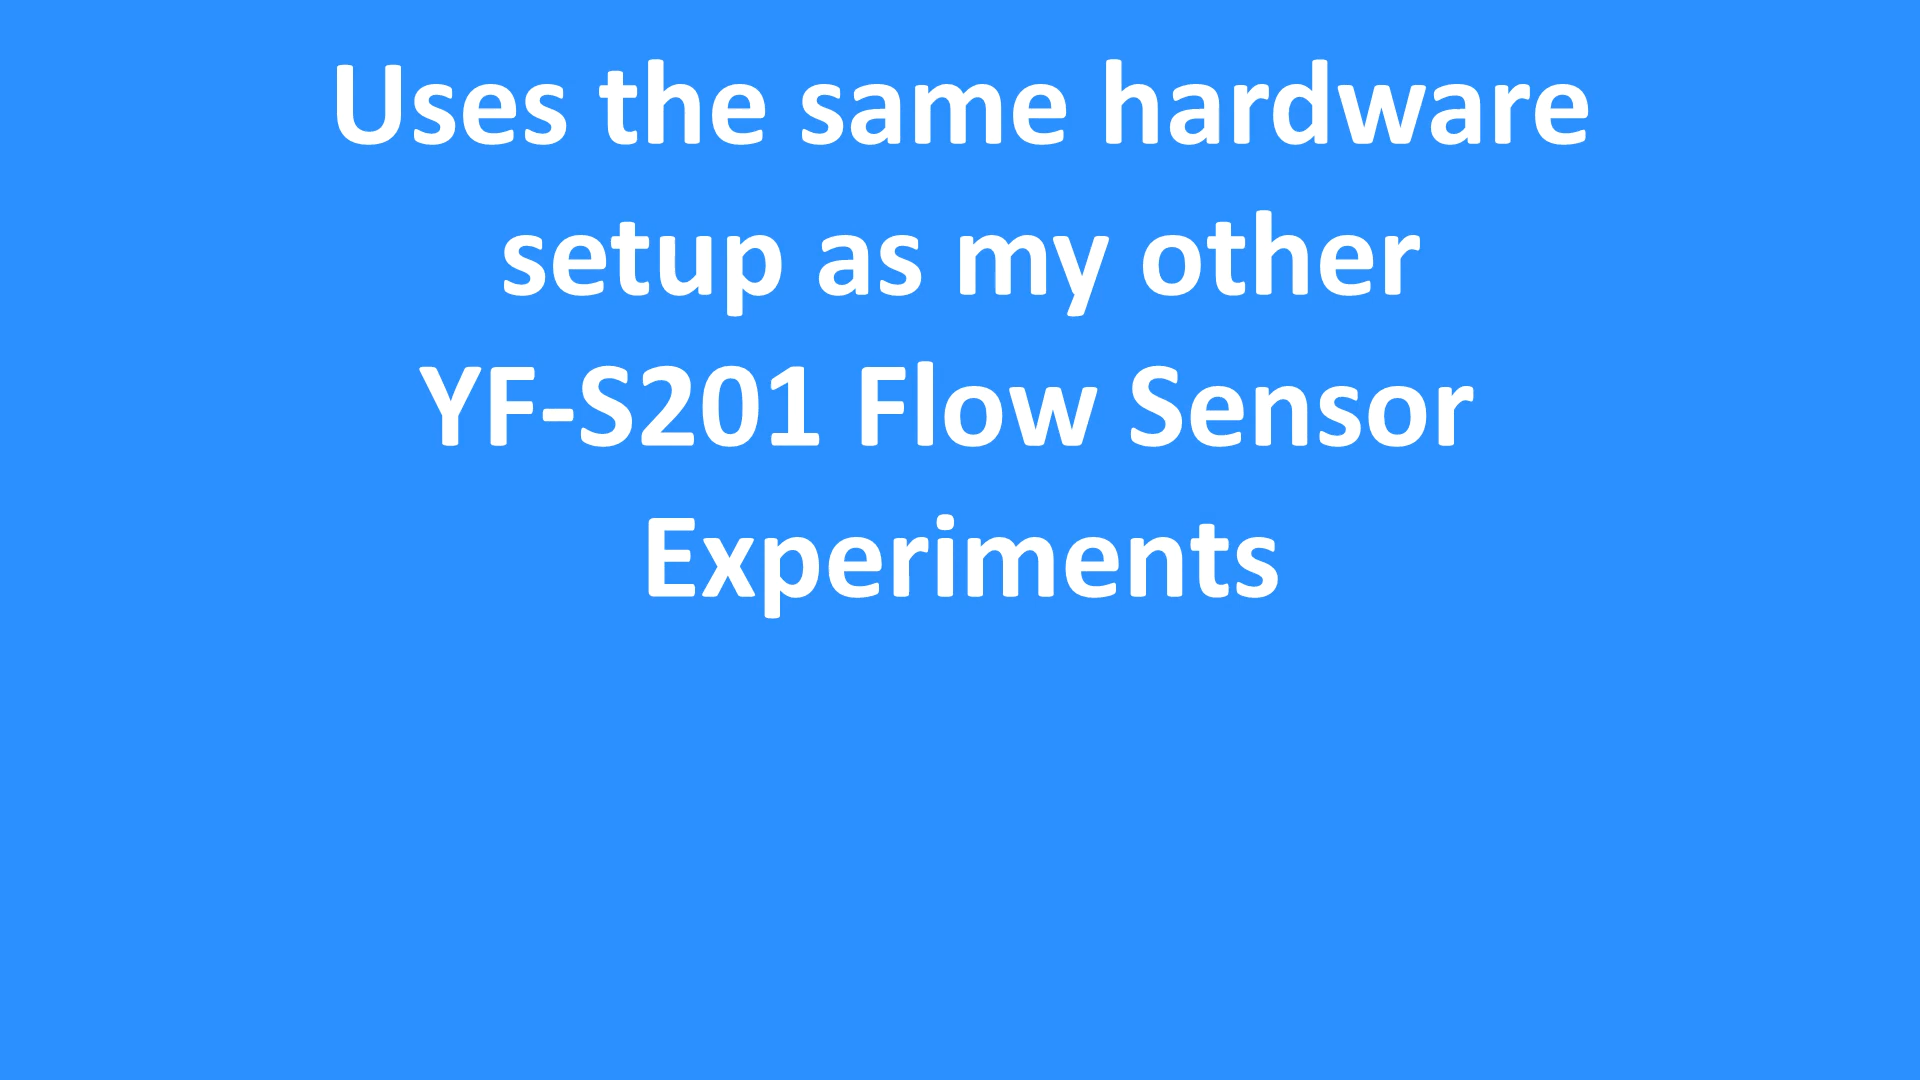 Uses the same hardware
setup as my other
YF-S201 Flow Sensor
Experiments